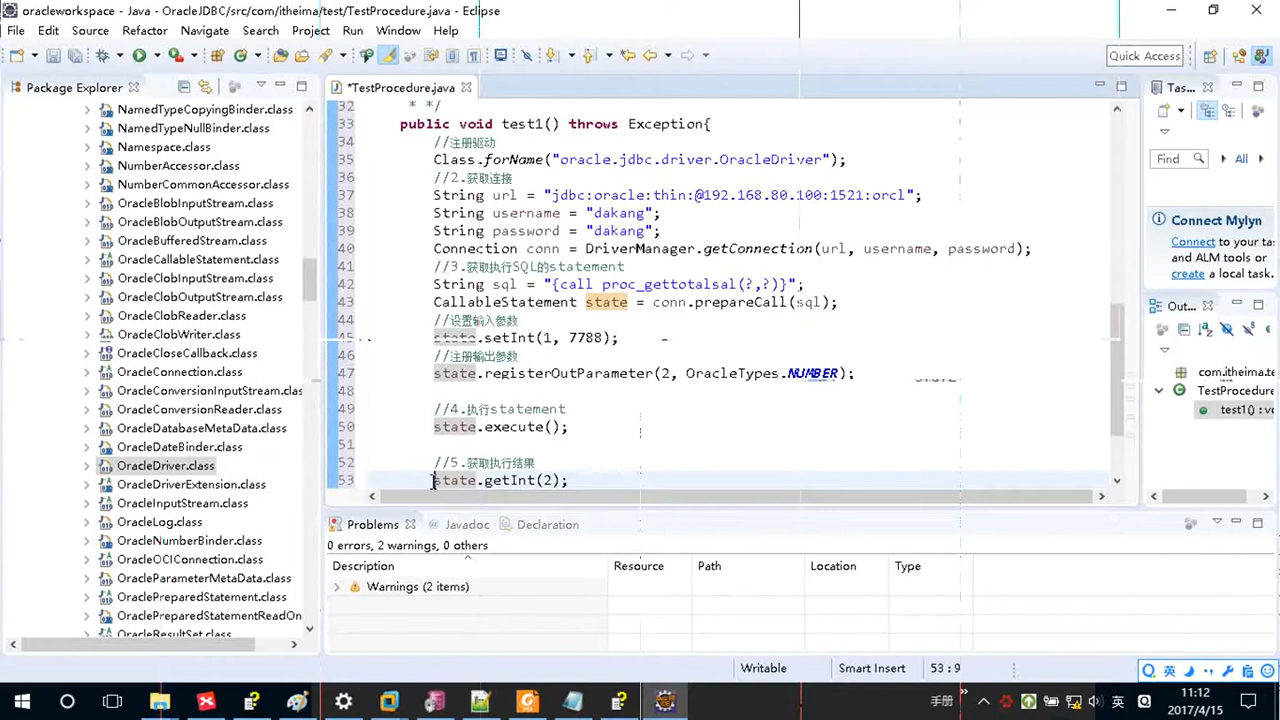 oracleworkspace - Java - OracleJDBC/src/com/itheima/test/TestProcedure.java - Eclipse
File Edit Source Refactor Navigate Search Project Run Window Help
Quick Access
Package Explorer
NamedTypeCopyingBinder.class
NamedTypeNullBinder.class
Namespace.class
NumberAccessor.class
NumberCommonAccessor.class
OracleBlobInputStream.class
OracleBlobOutputStream.class
OracleBufferedStream.class
OracleCallableStatement.class
OracleClobInputStream.class
OracleClobOutputStream.class
OracleClobReader.class
OracleClobWriter.class
OracleCloseCallback.class
OracleConnection.class
OracleConversionInputStream.class
OracleConversionReader.class
OracleDatabaseMetaData.class
OracleDateBinder.class
OracleDriver.class
OracleDriverExtension.class
OracleInputStream.class
OracleLog.class
OracleNumberBinder.class
OracleOCIConnection.class
OracleParameterMetaData.class
OraclePreparedStatement.class
OraclePreparedStatementReadOn
OracleResultSet.class
*TestProcedure.java
32 * */
33 public void test1() throws Exception{
34 //注册驱动
35 Class.forName("oracle.jdbc.driver.OracleDriver");
36 //2.获取连接
37 String url = "jdbc:oracle:thin:@192.168.80.100:1521:orcl";
38 String username = "dakang";
39 String password = "dakang";
40 Connection conn = DriverManager.getConnection(url, username, password);
41 //3.获取执行SQL的statement
42 String sql = "{call proc_gettotalsal(?,?)}";
43 CallableStatement state = conn.prepareCall(sql);
44 //设置输入参数
45 state.setInt(1, 7788);
46 //注册输出参数
47 state.registerOutParameter(2, OracleTypes.NUMBER);
48
49 //4.执行statement
50 state.execute();
51
52 //5.获取执行结果
53 state.getInt(2);
Tas...
Find All
Connect Mylyn
Connect to your ta
and ALM tools or
create a local task.
Out...
com.itheima.te
TestProcedure
test1() : vo
Problems Javadoc Declaration
0 errors, 2 warnings, 0 others
Description Resource Path Location Type
Warnings (2 items)
Writable Smart Insert 53 : 9
英
手册
英
11:12
2017/4/15